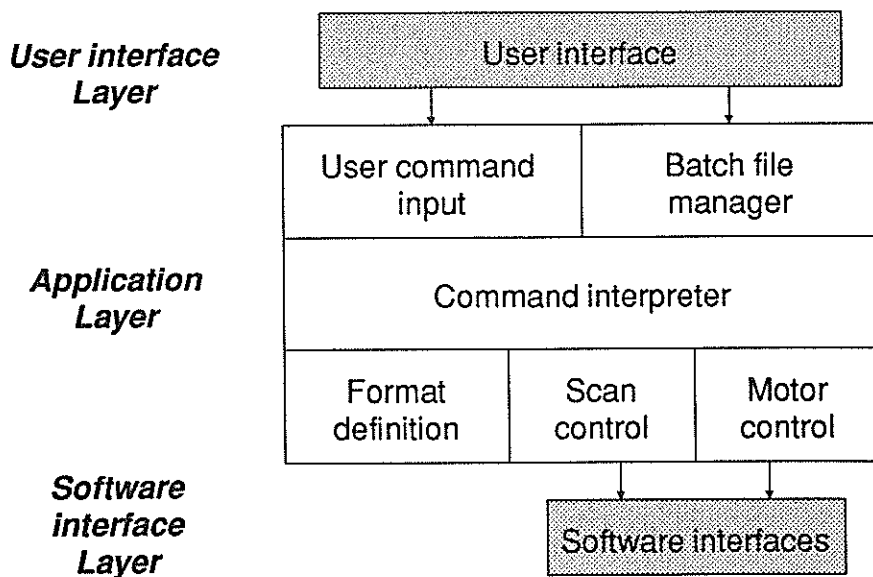 User interface
Layer
User interface
User command
input
Batch file
manager
Application
Layer
Command interpreter
Format
definition
Scan
control
Motor
control
Software
interface
Layer
Software interfaces